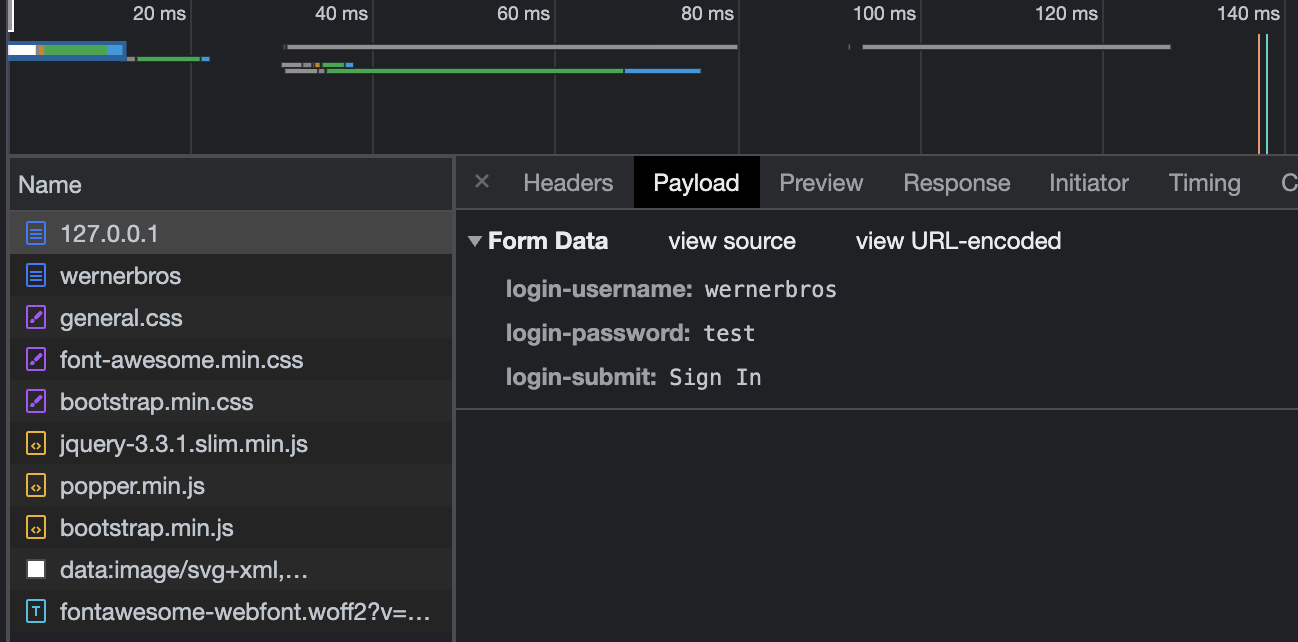 20 ms 40 ms 60 ms 80 ms 100 ms 120 ms 140 ms
Name
127.0.0.1
wernerbros
general.css
font-awesome.min.css
bootstrap.min.css
jquery-3.3.1.slim.min.js
popper.min.js
bootstrap.min.js
data:image/svg+xml,…
fontawesome-webfont.woff2?v=…
× Headers Payload Preview Response Initiator Timing C
Form Data view source view URL-encoded
login-username: wernerbros
login-password: test
login-submit: Sign In